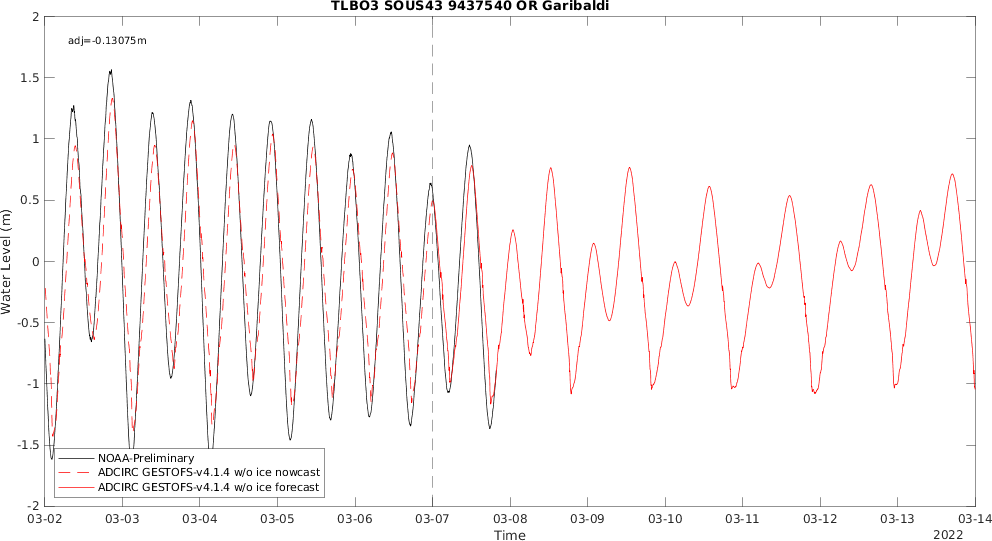 TLBO3 SOUS43 9437540 OR Garibaldi
2
adj=-0.13075m
1.5
1
0.5
0
-0.5
-1
-1.5
-2
Water Level (m)
NOAA-Preliminary
ADCIRC GESTOFS-v4.1.4 w/o ice nowcast
ADCIRC GESTOFS-v4.1.4 w/o ice forecast
03-02 03-03 03-04 03-05 03-06 03-07 03-08 03-09 03-10 03-11 03-12 03-13 03-14
Time
2022